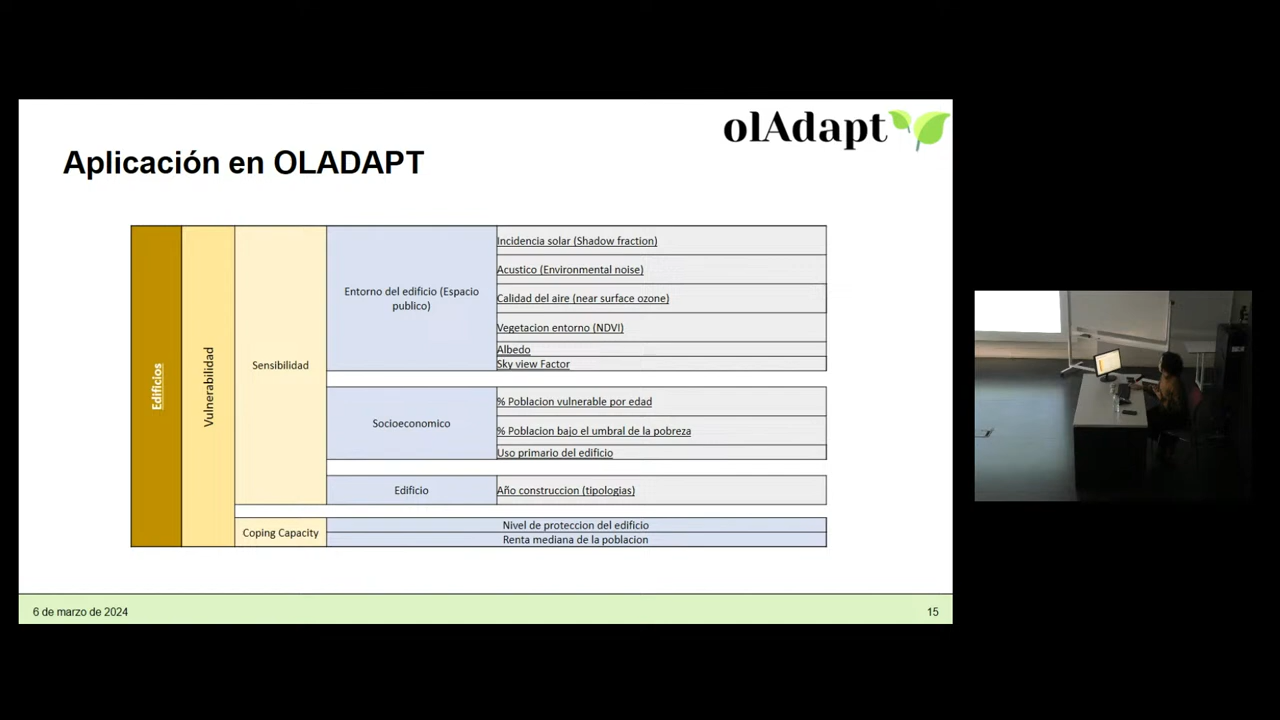 olAdapt
Aplicación en OLADAPT
Edificios
Vulnerabilidad
Sensibilidad
Entorno del edificio (Espacio
publico)
Incidencia solar (Shadow fraction)
Acustico (Environmental noise)
Calidad del aire (near surface ozone)
Vegetacion entorno (NDVI)
Albedo
Sky view Factor
Socioeconomico
% Poblacion vulnerable por edad
% Poblacion bajo el umbral de la pobreza
Uso primario del edificio
Edificio
Año construccion (tipologias)
Coping Capacity
Nivel de proteccion del edificio
Renta mediana de la poblacion
6 de marzo de 2024
15